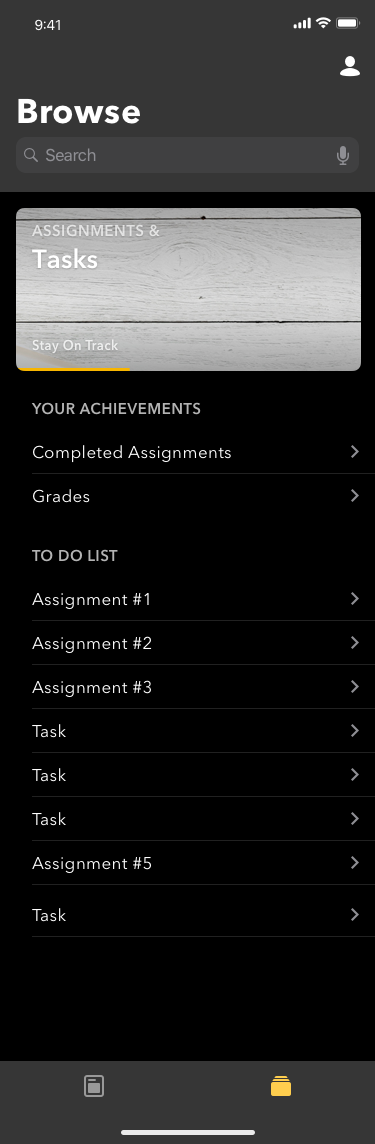 9:41
Browse
Search
ASSIGNMENTS &
Tasks
Stay On Track
YOUR ACHIEVEMENTS
Completed Assignments
Grades
TO DO LIST
Assignment #1
Assignment #2
Assignment #3
Task
Task
Task
Assignment #5
Task